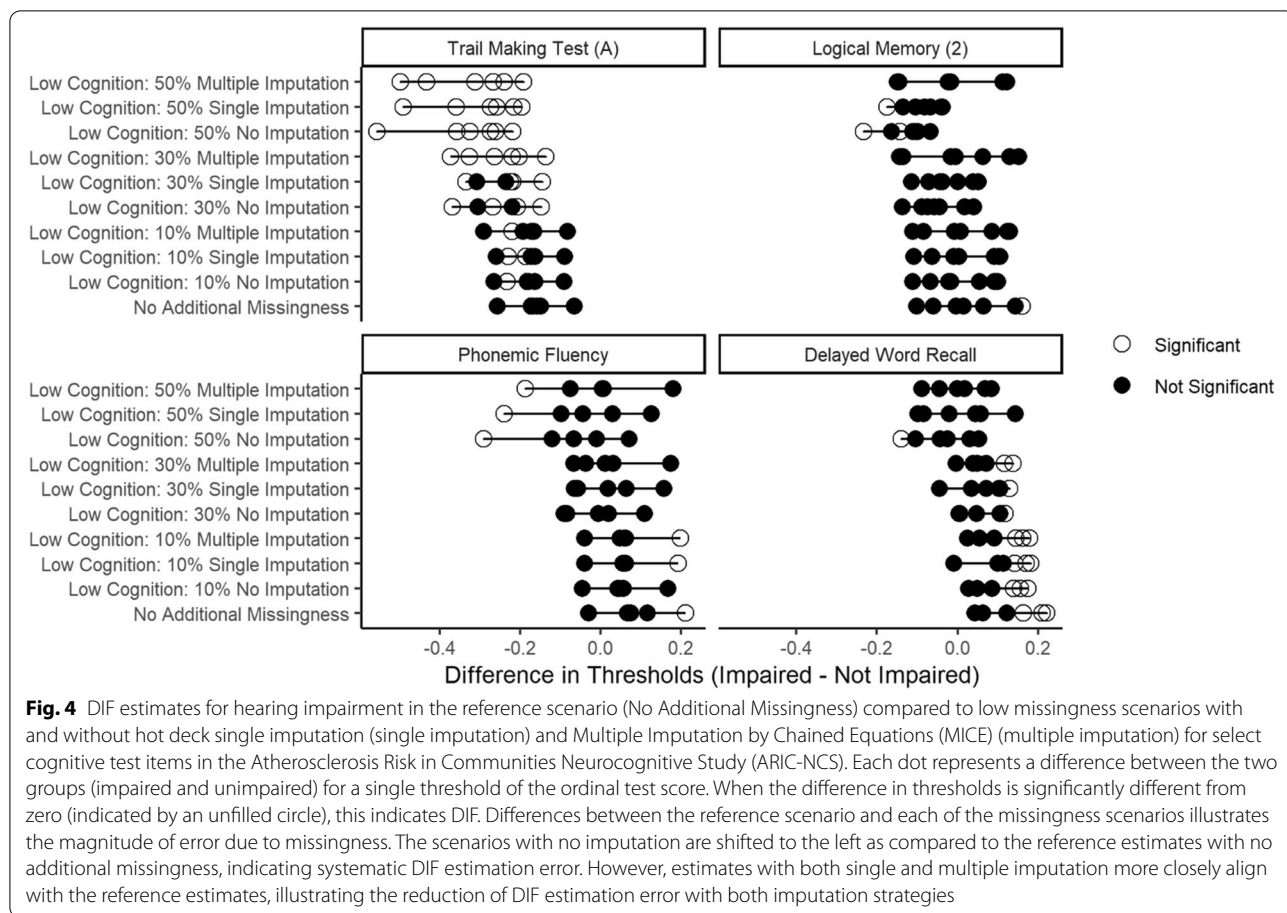 Trail Making Test (A)
Logical Memory (2)
Low Cognition: 50% Multiple Imputation
Low Cognition: 50% Single Imputation
Low Cognition: 50% No Imputation
Low Cognition: 30% Multiple Imputation
Low Cognition: 30% Single Imputation
Low Cognition: 30% No Imputation
Low Cognition: 10% Multiple Imputation
Low Cognition: 10% Single Imputation
Low Cognition: 10% No Imputation
No Additional Missingness
Phonemic Fluency
Delayed Word Recall
Low Cognition: 50% Multiple Imputation
Low Cognition: 50% Single Imputation
Low Cognition: 50% No Imputation
Low Cognition: 30% Multiple Imputation
Low Cognition: 30% Single Imputation
Low Cognition: 30% No Imputation
Low Cognition: 10% Multiple Imputation
Low Cognition: 10% Single Imputation
Low Cognition: 10% No Imputation
No Additional Missingness
Significant
Not Significant
-0.4 -0.2 0.0 0.2 -0.4 -0.2 0.0 0.2
Difference in Thresholds (Impaired - Not Impaired)
Fig. 4 DIF estimates for hearing impairment in the reference scenario (No Additional Missingness) compared to low missingness scenarios with
and without hot deck single imputation (single imputation) and Multiple Imputation by Chained Equations (MICE) (multiple imputation) for select
cognitive test items in the Atherosclerosis Risk in Communities Neurocognitive Study (ARIC-NCS). Each dot represents a difference between the two
groups (impaired and unimpaired) for a single threshold of the ordinal test score. When the difference in thresholds is significantly different from
zero (indicated by an unfilled circle), this indicates DIF. Differences between the reference scenario and each of the missingness scenarios illustrates
the magnitude of error due to missingness. The scenarios with no imputation are shifted to the left as compared to the reference estimates with no
additional missingness, indicating systematic DIF estimation error. However, estimates with both single and multiple imputation more closely align
with the reference estimates, illustrating the reduction of DIF estimation error with both imputation strategies